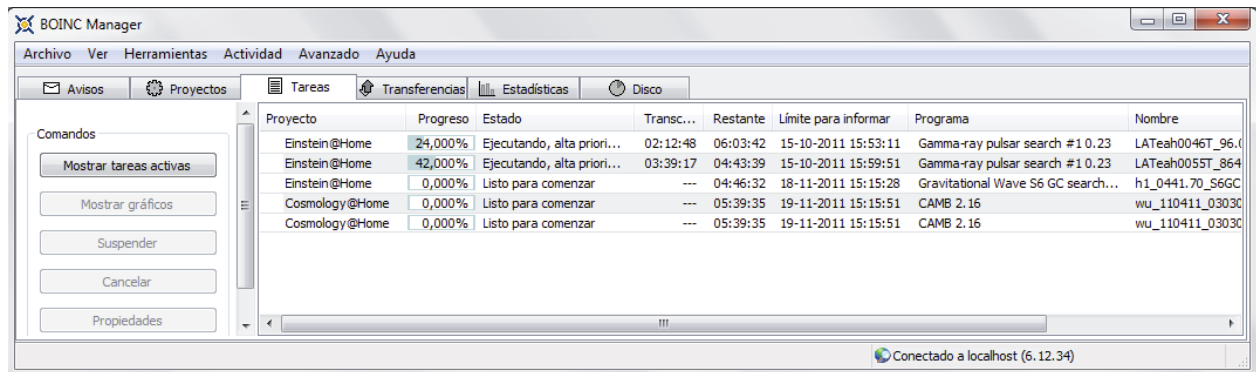 BOINC Manager
Archivo Ver Herramientas Actividad Avanzado Ayuda
Avisos Proyectos Tareas Transferencias Estadísticas Disco
Comandos
Mostrar tareas activas
Mostrar gráficos
Suspender
Cancelar
Propiedades
Proyecto Progreso Estado Transc... Restante Límite para informar Programa Nombre
Einstein@Home 24,000% Ejecutando, alta priori... 02:12:48 06:03:42 15-10-2011 15:53:11 Gamma-ray pulsar search #1 0.23 LATeah0046T_96.0
Einstein@Home 42,000% Ejecutando, alta priori... 03:39:17 04:43:39 15-10-2011 15:59:51 Gamma-ray pulsar search #1 0.23 LATeah0055T_864
Einstein@Home 0,000% Listo para comenzar --- 04:46:32 18-11-2011 15:15:28 Gravitational Wave S6 GC search... h1_0441.70_S6GC
Cosmology@Home 0,000% Listo para comenzar --- 05:39:35 19-11-2011 15:15:51 CAMB 2.16 wu_110411_03030
Cosmology@Home 0,000% Listo para comenzar --- 05:39:35 19-11-2011 15:15:51 CAMB 2.16 wu_110411_03030
Conectado a localhost (6.12.34)